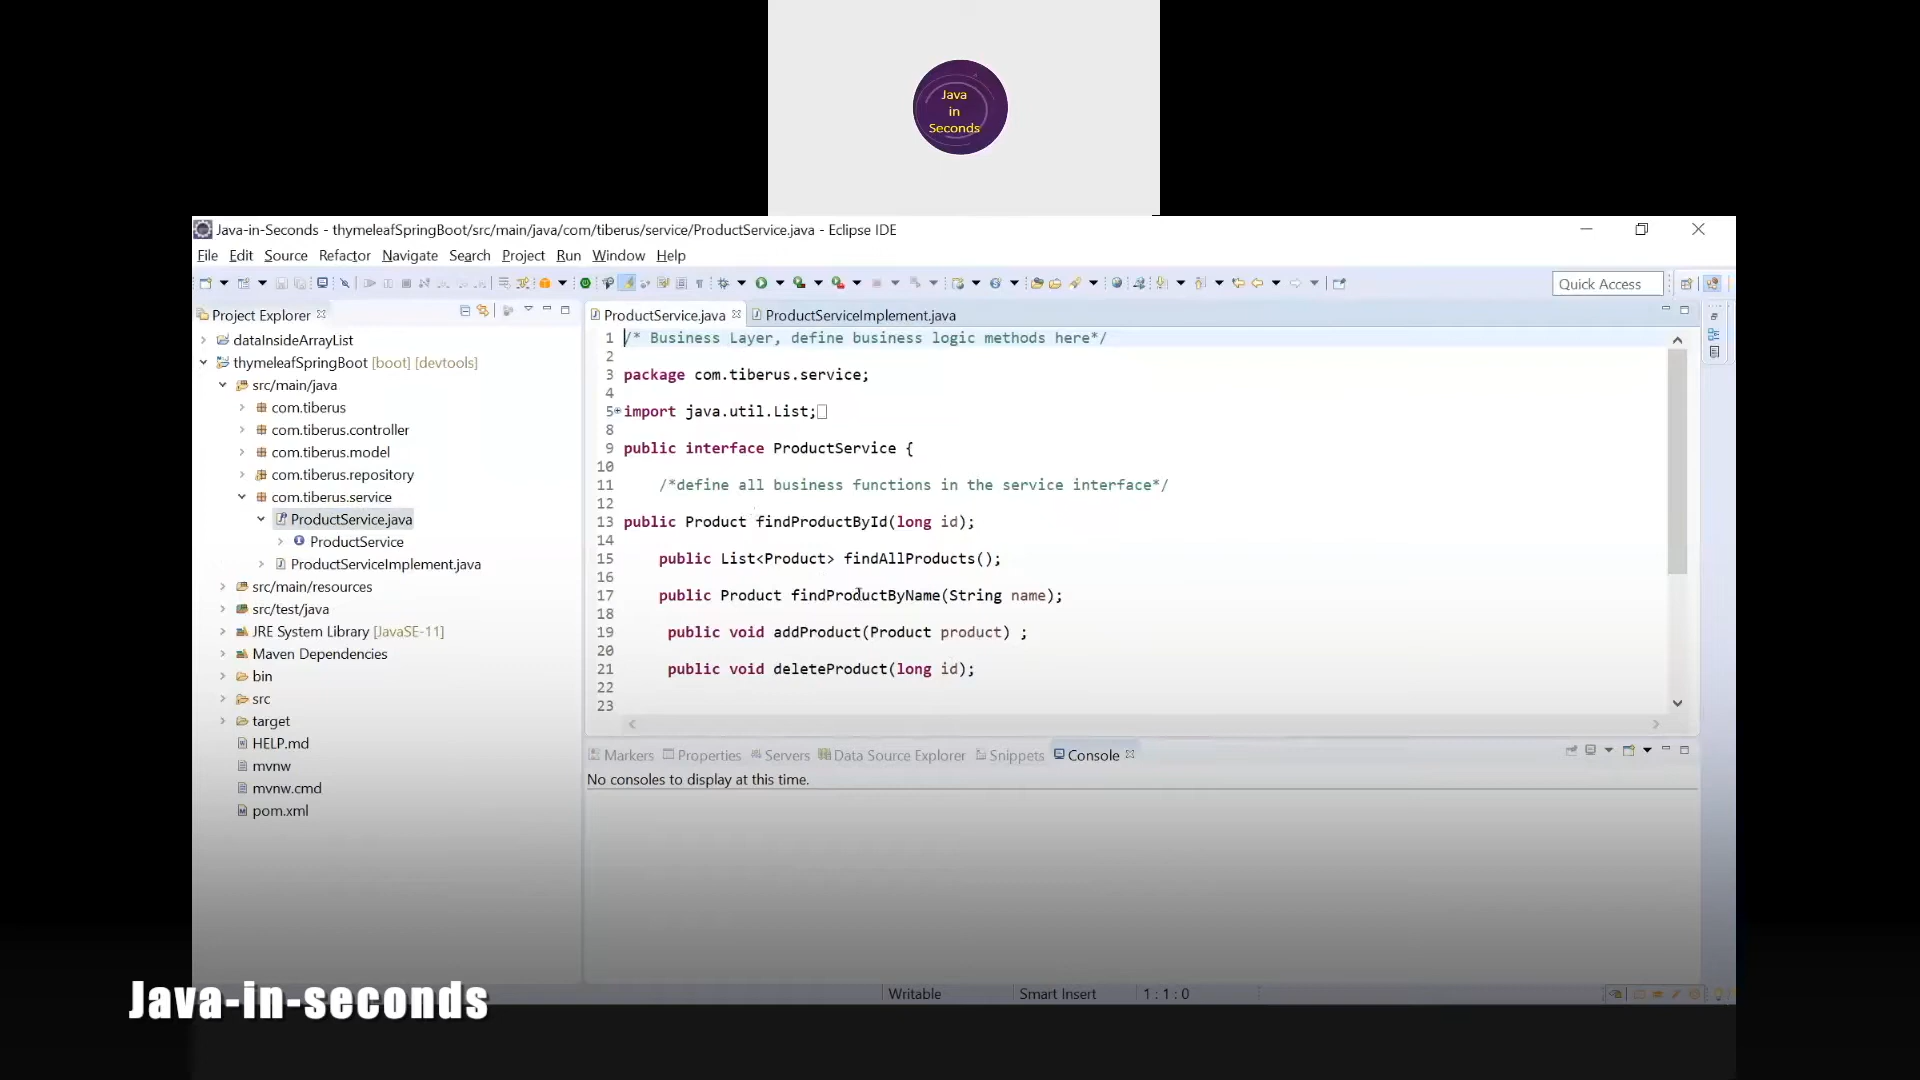 Java
in
Seconds
Java-in-Seconds - thymeleafSpringBoot/src/main/java/com/tiberus/service/ProductService.java - Eclipse IDE
File Edit Source Refactor Navigate Search Project Run Window Help
Quick Access
Project Explorer
dataInsideArrayList
thymeleafSpringBoot [boot] [devtools]
src/main/java
com.tiberus
com.tiberus.controller
com.tiberus.model
com.tiberus.repository
com.tiberus.service
ProductService.java
ProductService
ProductServiceImplement.java
src/main/resources
src/test/java
JRE System Library [JavaSE-11]
Maven Dependencies
bin
src
target
HELP.md
mvnw
mvnw.cmd
pom.xml
ProductService.java ProductServiceImplement.java
1 /* Business Layer, define business logic methods here*/
2
3 package com.tiberus.service;
4
5 import java.util.List;
8
9 public interface ProductService {
10
11 /*define all business functions in the service interface*/
12
13 public Product findProductById(long id);
14
15 public List<Product> findAllProducts();
16
17 public Product findProductByName(String name);
18
19 public void addProduct(Product product) ;
20
21 public void deleteProduct(long id);
22
23
Markers Properties Servers Data Source Explorer Snippets Console
No consoles to display at this time.
Writable Smart Insert 1 : 1 : 0
Java-in-seconds